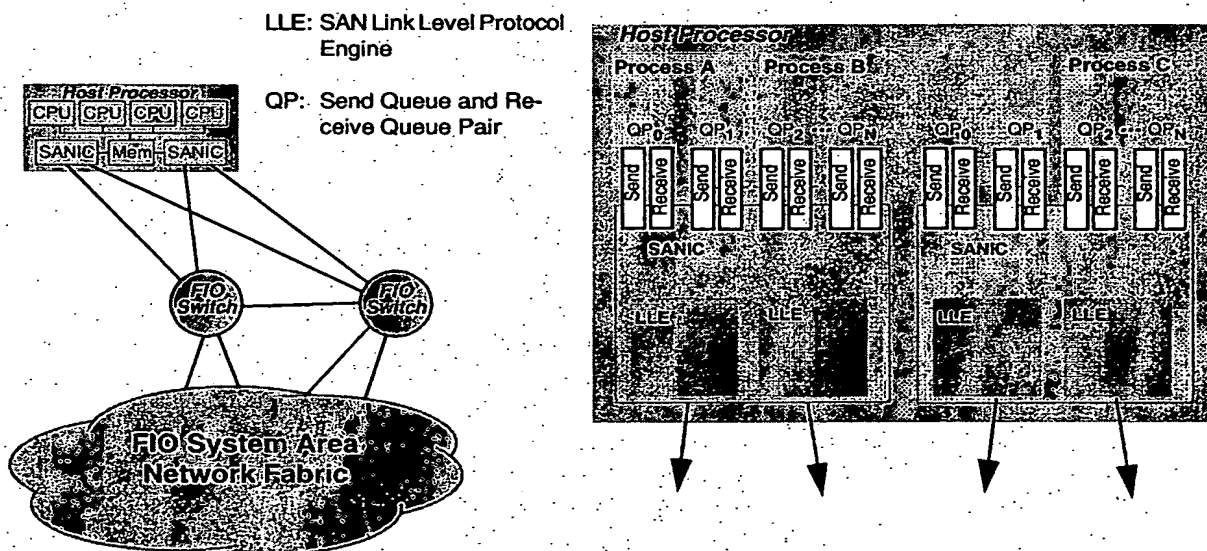 LLE: SAN Link Level Protocol
Engine
QP: Send Queue and Re-
ceive Queue Pair
Host Processor
CPU CPU CPU CPU
SANIC Mem SANIC
FIO
Switch
FIO
Switch
FIO System Area
Network Fabric
Host Processor
Process A Process B Process C
QP0 QP1 QP2 QPN QP0 QP1 QP2 QPN
Send Receive Send Receive Send Receive Send Receive Send Receive Send Receive Send Receive Send Receive
SANIC SANIC
LLE LLE LLE LLE